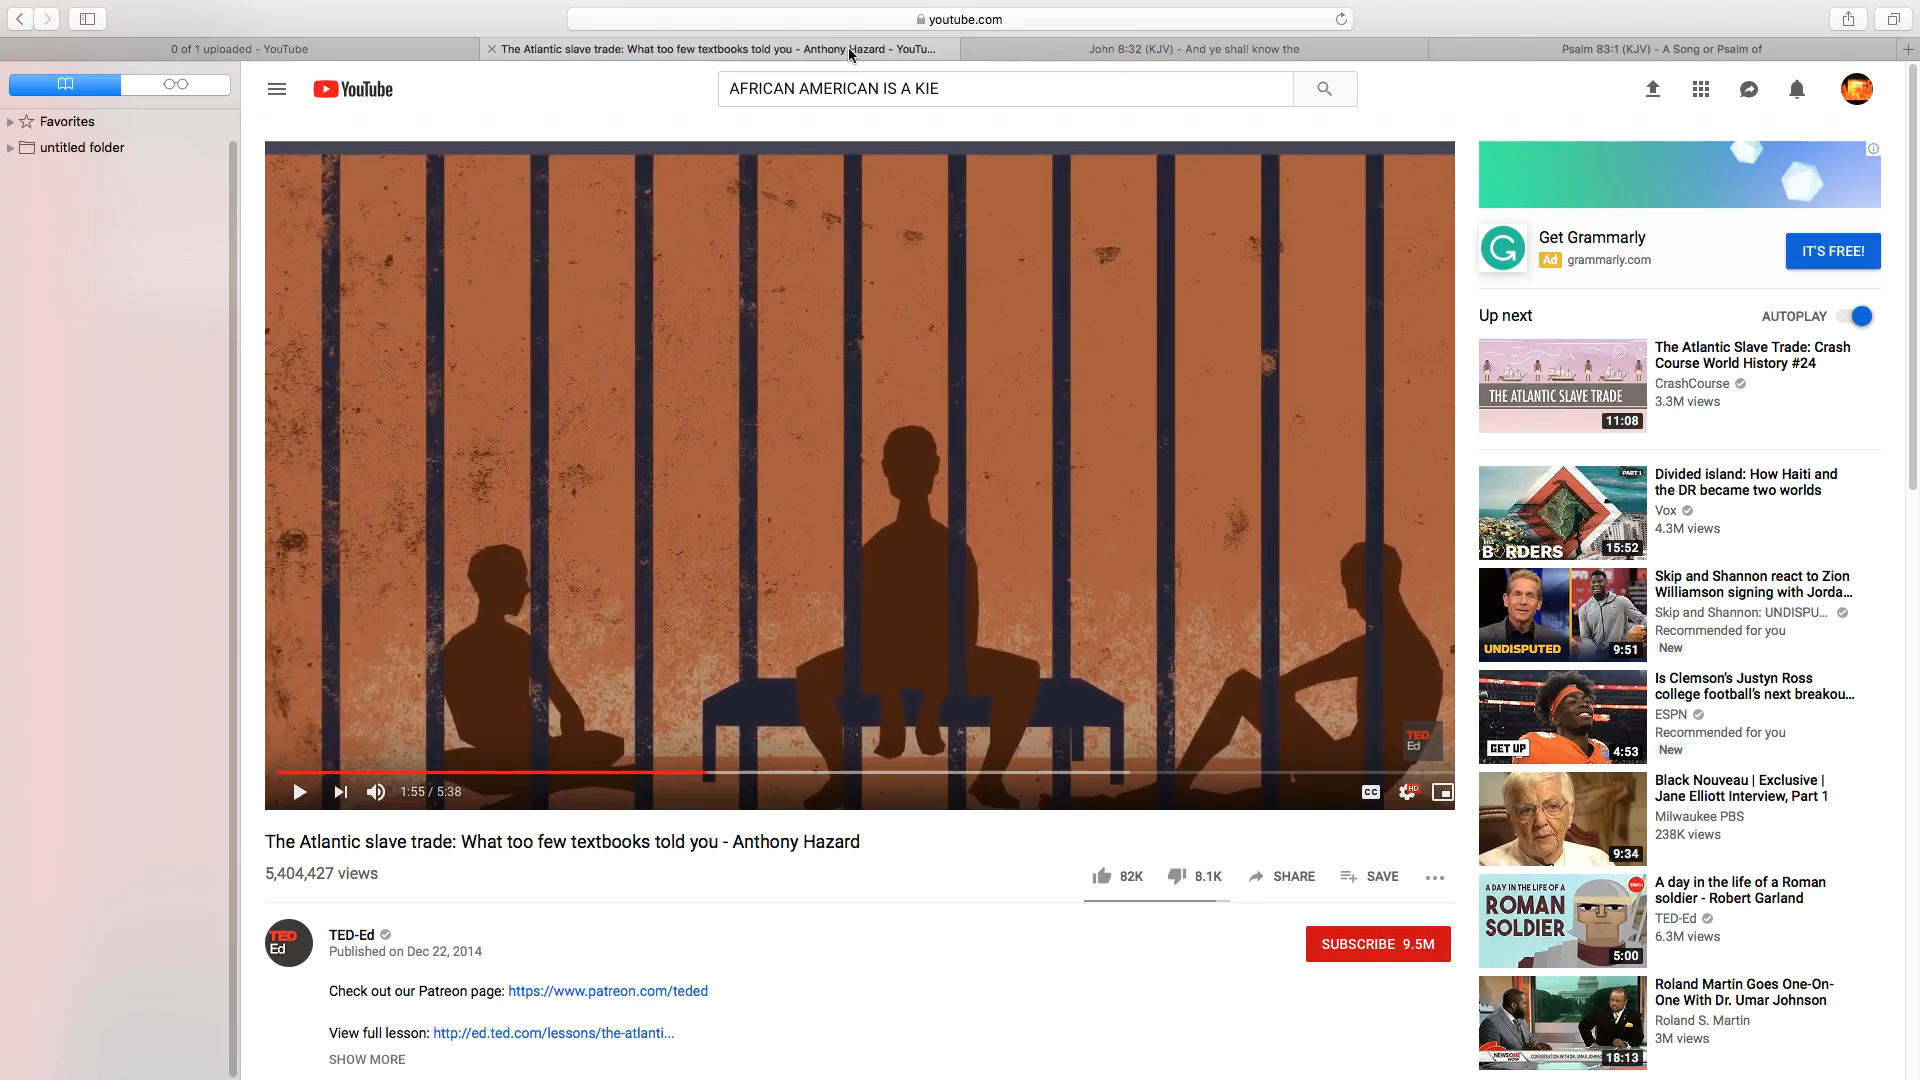 youtube.com
0 of 1 uploaded - YouTube
The Atlantic slave trade: What too few textbooks told you - Anthony Hazard - YouTu...
John 8:32 (KJV) - And ye shall know the
Psalm 83:1 (KJV) - A Song or Psalm of
YouTube
AFRICAN AMERICAN IS A KIE
Favorites
untitled folder
TED
Ed
1:55 / 5:38
CC
HD
The Atlantic slave trade: What too few textbooks told you - Anthony Hazard
5,404,427 views
82K
8.1K
SHARE
SAVE
TED
Ed
TED-Ed
Published on Dec 22, 2014
SUBSCRIBE 9.5M
Check out our Patreon page: https://www.patreon.com/teded
View full lesson: http://ed.ted.com/lessons/the-atlanti...
SHOW MORE
Get Grammarly
Ad grammarly.com
IT'S FREE!
Up next
AUTOPLAY
THE ATLANTIC SLAVE TRADE
11:08
The Atlantic Slave Trade: Crash
Course World History #24
CrashCourse
3.3M views
PART 1
BORDERS
15:52
Divided island: How Haiti and
the DR became two worlds
Vox
4.3M views
UNDISPUTED
9:51
Skip and Shannon react to Zion
Williamson signing with Jorda...
Skip and Shannon: UNDISPU...
Recommended for you
New
GET UP
4:53
Is Clemson's Justyn Ross
college football's next breakou...
ESPN
Recommended for you
New
9:34
Black Nouveau | Exclusive |
Jane Elliott Interview, Part 1
Milwaukee PBS
238K views
A DAY IN THE LIFE OF A
ROMAN
SOLDIER
5:00
A day in the life of a Roman
soldier - Robert Garland
TED-Ed
6.3M views
NEWSONE
NOW
CONVERSATION WITH DR. UMAR JOHNSON
18:13
Roland Martin Goes One-On-
One With Dr. Umar Johnson
Roland S. Martin
3M views